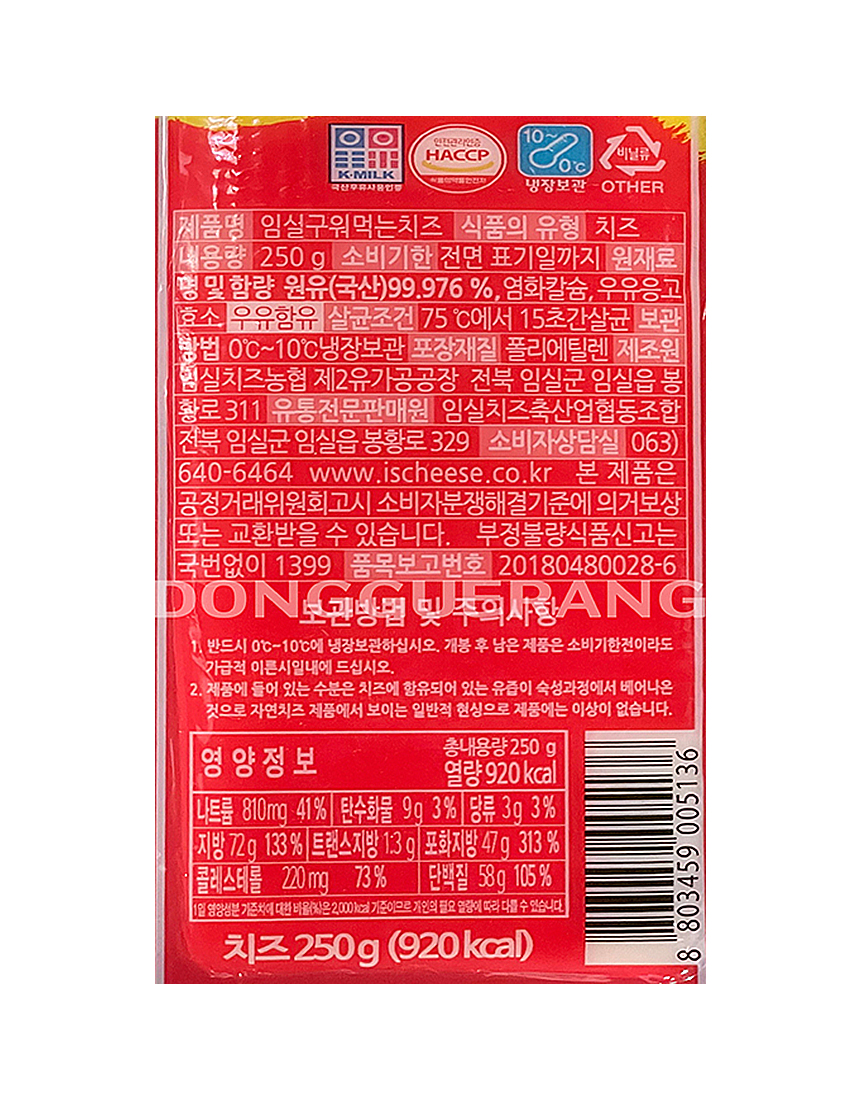 K·MILK
국산우유사용인증
안전관리인증
HACCP
식품의약품안전처
10~0℃
냉장보관
비닐류
OTHER
제품명 임실구워먹는치즈 식품의 유형 치즈
내용량 250 g 소비기한 전면 표기일까지 원재료
명 및 함량 원유(국산)99.976 %, 염화칼슘, 우유응고
효소 우유함유 살균조건 75℃에서 15초간살균 보관
방법 0℃~10℃냉장보관 포장재질 폴리에틸렌 제조원
임실치즈농협 제2유가공공장 전북 임실군 임실읍 봉
황로 311 유통전문판매원 임실치즈축산업협동조합
전북 임실군 임실읍 봉황로 329 소비자상담실 063)
640-6464 www.ischeese.co.kr 본 제품은
공정거래위원회고시 소비자분쟁해결기준에 의거보상
또는 교환받을 수 있습니다. 부정불량식품신고는
국번없이 1399 품목보고번호 20180480028-6
DONGGUERANG
보관방법 및 주의사항
1. 반드시 0℃~10℃에 냉장보관하십시오. 개봉 후 남은 제품은 소비기한전이라도
가급적 이른시일내에 드십시오.
2. 제품에 들어 있는 수분은 치즈에 함유되어 있는 유즙이 숙성과정에서 베어나온
것으로 자연치즈 제품에서 보이는 일반적 현싱으로 제품에는 이상이 없습니다.
영양정보 총내용량 250 g
열량 920 kcal
나트륨 810mg 41% 탄수화물 9g 3% 당류 3g 3%
지방 72g 133% 트랜스지방 1.3g 포화지방 47g 313%
콜레스테롤 220mg 73% 단백질 58g 105%
1일 영양성분 기준치에 대한 비율(%)은 2,000 kcal 기준이므로 개인의 필요 열량에 따라 다를 수 있습니다.
치즈 250g (920 kcal)
8 803459 005136